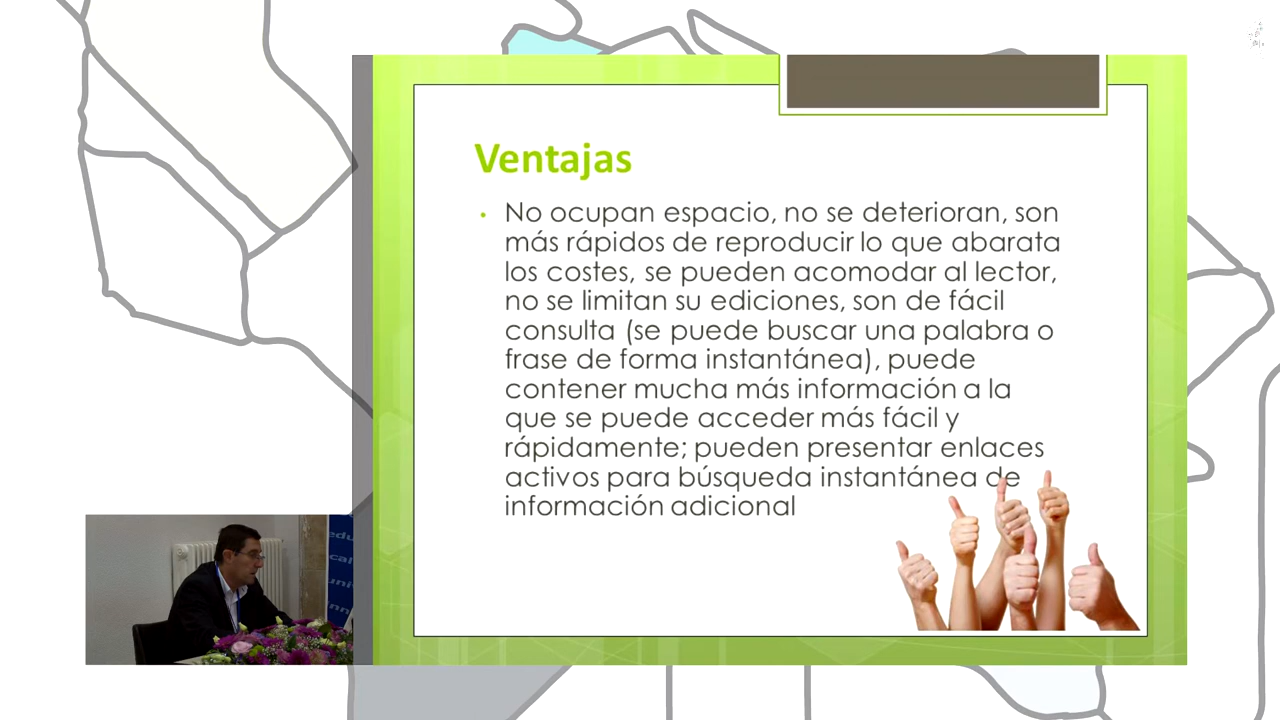 Ventajas
• No ocupan espacio, no se deterioran, son
más rápidos de reproducir lo que abarata
los costes, se pueden acomodar al lector,
no se limitan su ediciones, son de fácil
consulta (se puede buscar una palabra o
frase de forma instantánea), puede
contener mucha más información a la
que se puede acceder más fácil y
rápidamente; pueden presentar enlaces
activos para búsqueda instantánea de
información adicional